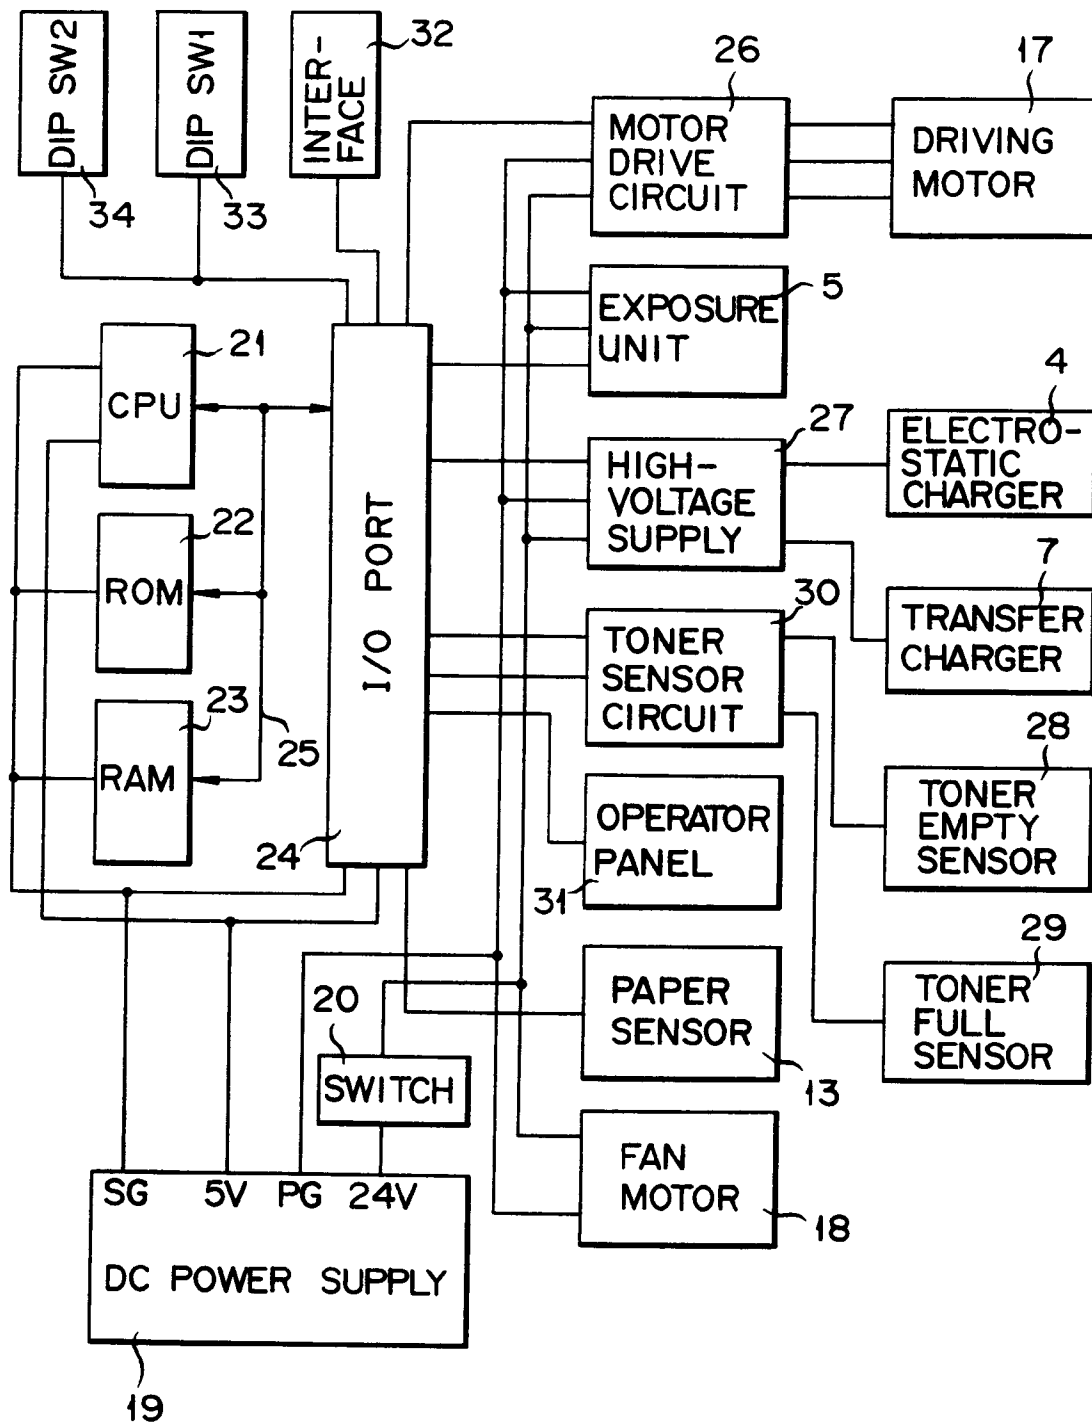 DIP SW2
34
DIP SW1
33
INTER-
FACE
32
26
MOTOR
DRIVE
CIRCUIT
17
DRIVING
MOTOR
5
EXPOSURE
UNIT
21
CPU
4
ELECTRO-
STATIC
CHARGER
27
HIGH-
VOLTAGE
SUPPLY
22
ROM
I/O PORT
7
TRANSFER
CHARGER
30
TONER
SENSOR
CIRCUIT
23
RAM
25
24
28
TONER
EMPTY
SENSOR
OPERATOR
PANEL
31
29
TONER
FULL
SENSOR
PAPER
SENSOR
13
20
SWITCH
FAN
MOTOR
18
SG 5V PG 24V
DC POWER SUPPLY
19